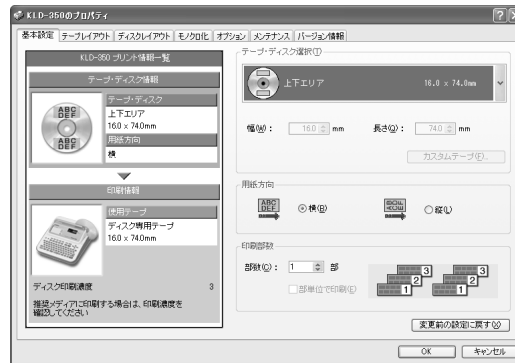 KLD-350のプロパティ
基本設定 テープレイアウト ディスクレイアウト モノクロ化 オプション メンテナンス バージョン情報
KLD-350 プリント情報一覧
テープ・ディスク情報
ABC
DEF
ABC
DEF
テープ・ディスク
上下エリア
16.0 x 74.0mm
用紙方向
横
印刷情報
使用テープ
ディスク専用テープ
16.0 x 74.0mm
ディスク印刷濃度 3
推奨メディアに印刷する場合は、印刷濃度を
確認してください
テープ・ディスク選択(T)
上下エリア 16.0 x 74.0mm
幅(W): 16.0 mm 長さ(Q): 74.0 mm
カスタムテープ(E)...
用紙方向
ABC
DEF
横(R)
縦(L)
印刷部数
部数(C): 1 部
部単位で印刷(E)
3
2
1
3
2
1
変更前の設定に戻す(X)
OK キャンセル